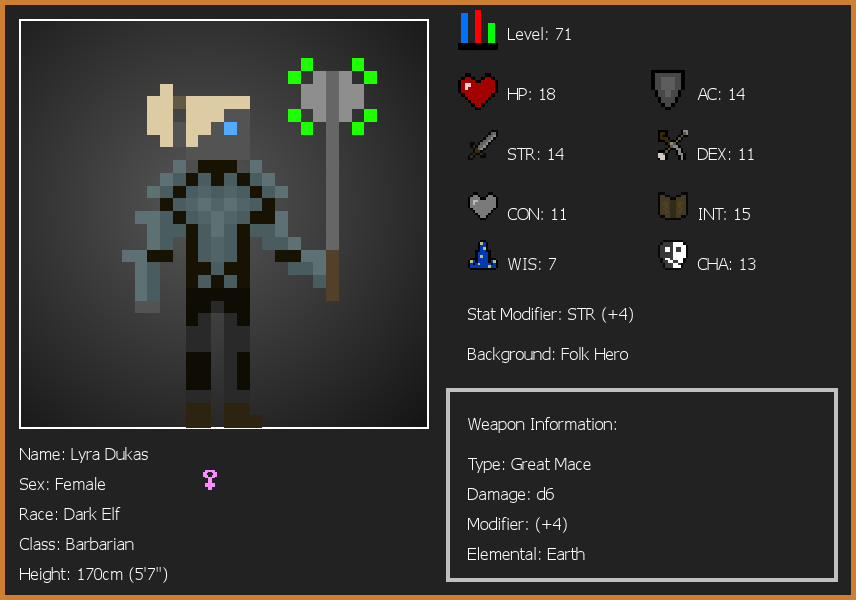 Level: 71
HP: 18
AC: 14
STR: 14
DEX: 11
CON: 11
INT: 15
WIS: 7
CHA: 13
Stat Modifier: STR (+4)
Background: Folk Hero
Weapon Information:
Type: Great Mace
Damage: d6
Modifier: (+4)
Elemental: Earth
Name: Lyra Dukas
Sex: Female
Race: Dark Elf
Class: Barbarian
Height: 170cm (5'7")